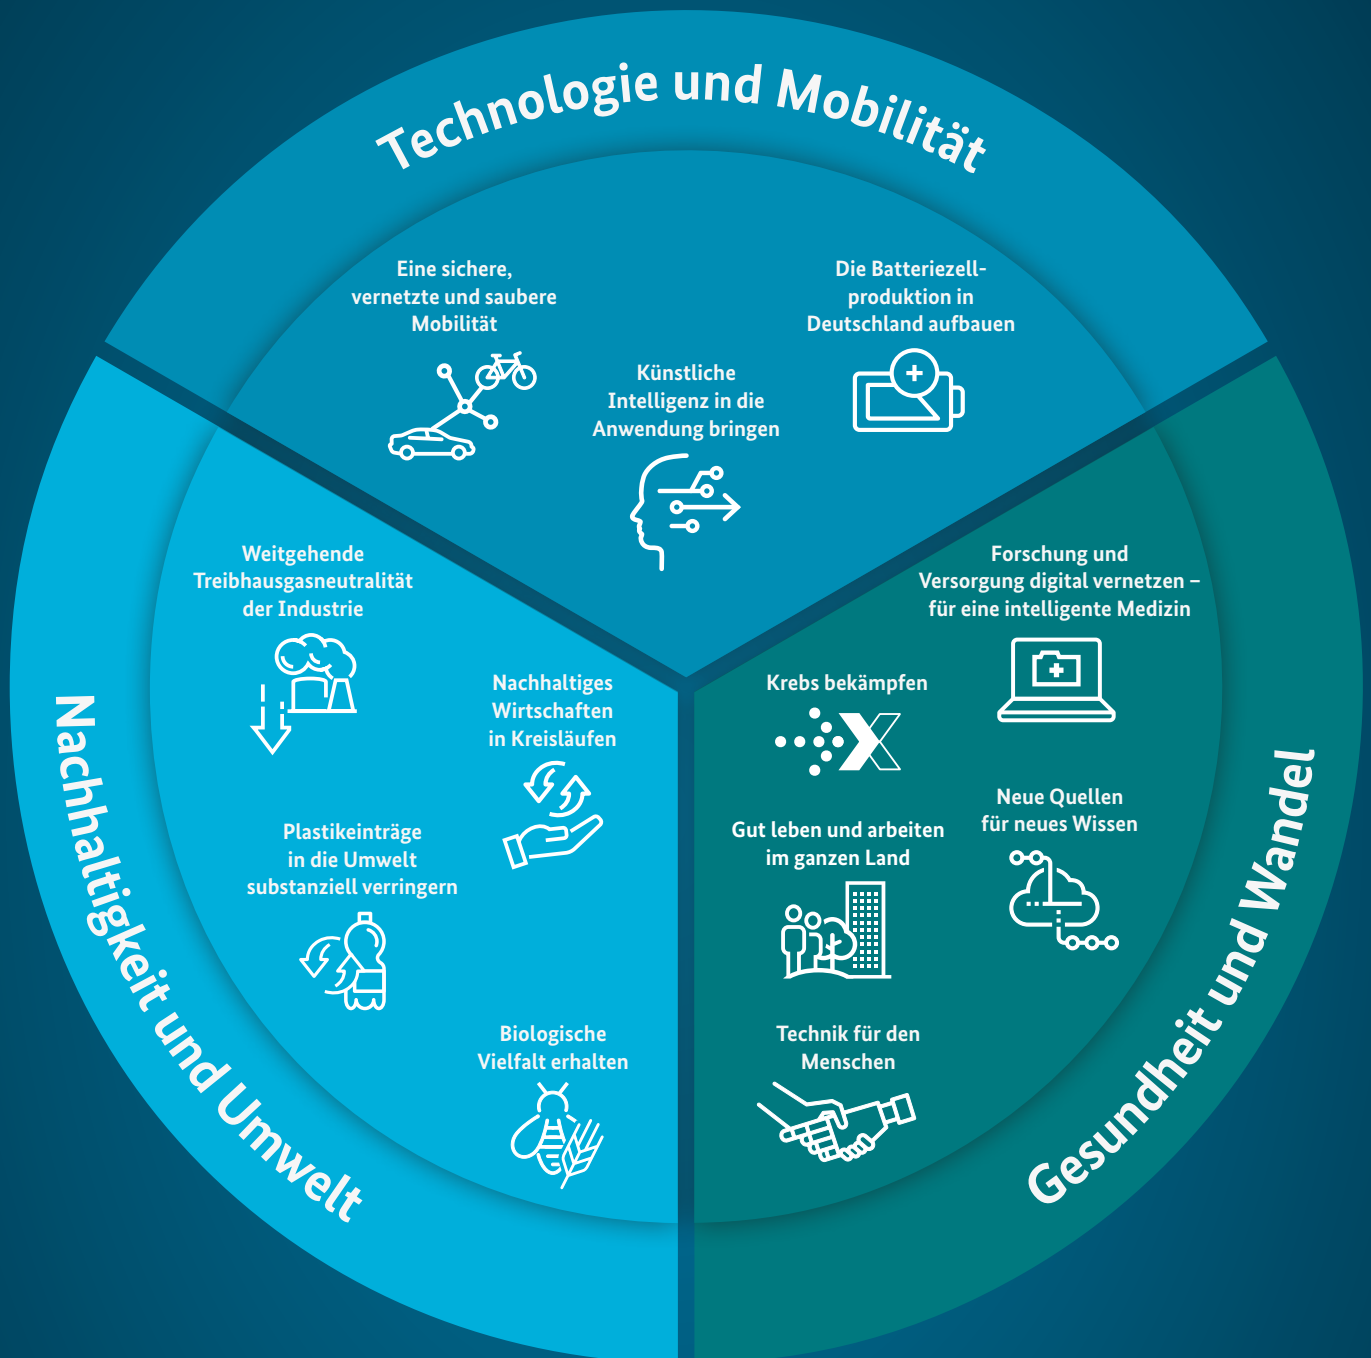 Technologie und Mobilität
Eine sichere,
vernetzte und saubere
Mobilität
Künstliche
Intelligenz in die
Anwendung bringen
Die Batteriezell-
produktion in
Deutschland aufbauen
Nachhaltigkeit und Umwelt
Weitgehende
Treibhausgasneutralität
der Industrie
Nachhaltiges
Wirtschaften
in Kreisläufen
Plastikeinträge
in die Umwelt
substanziell verringern
Biologische
Vielfalt erhalten
Gesundheit und Wandel
Forschung und
Versorgung digital vernetzen –
für eine intelligente Medizin
Krebs bekämpfen
Neue Quellen
für neues Wissen
Gut leben und arbeiten
im ganzen Land
Technik für den
Menschen